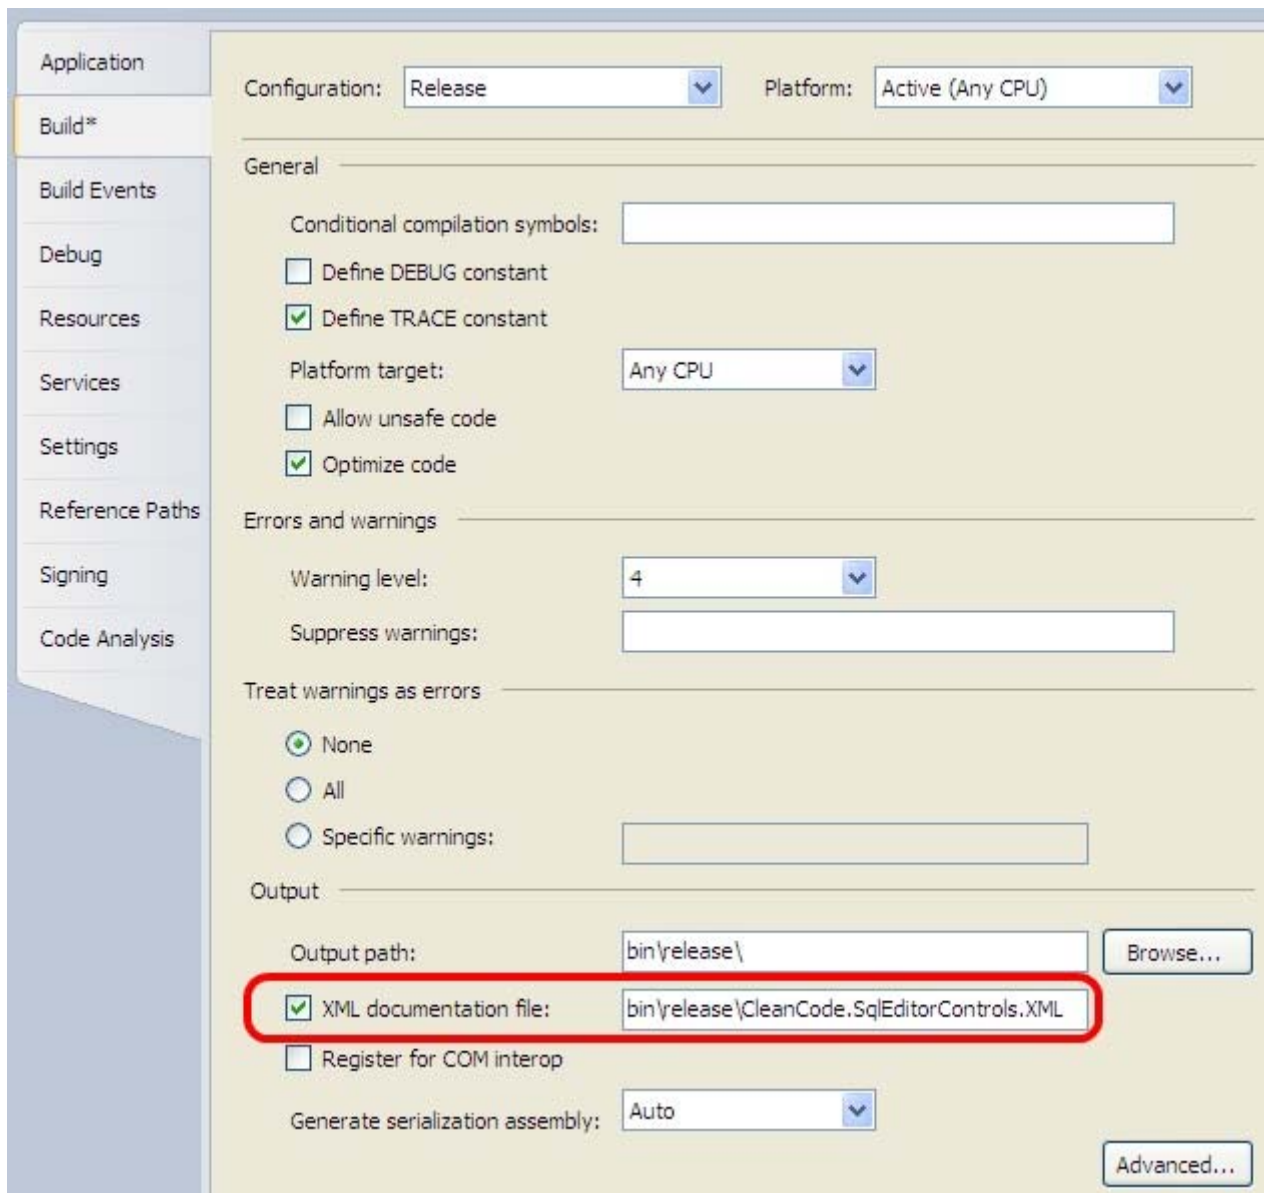 Application
Build*
Build Events
Debug
Resources
Services
Settings
Reference Paths
Signing
Code Analysis
Configuration: Release Platform: Active (Any CPU)
General
Conditional compilation symbols:
Define DEBUG constant
Define TRACE constant
Platform target: Any CPU
Allow unsafe code
Optimize code
Errors and warnings
Warning level: 4
Suppress warnings:
Treat warnings as errors
None
All
Specific warnings:
Output
Output path: bin\release\ Browse...
XML documentation file: bin\release\CleanCode.SqlEditorControls.XML
Register for COM interop
Generate serialization assembly: Auto
Advanced...